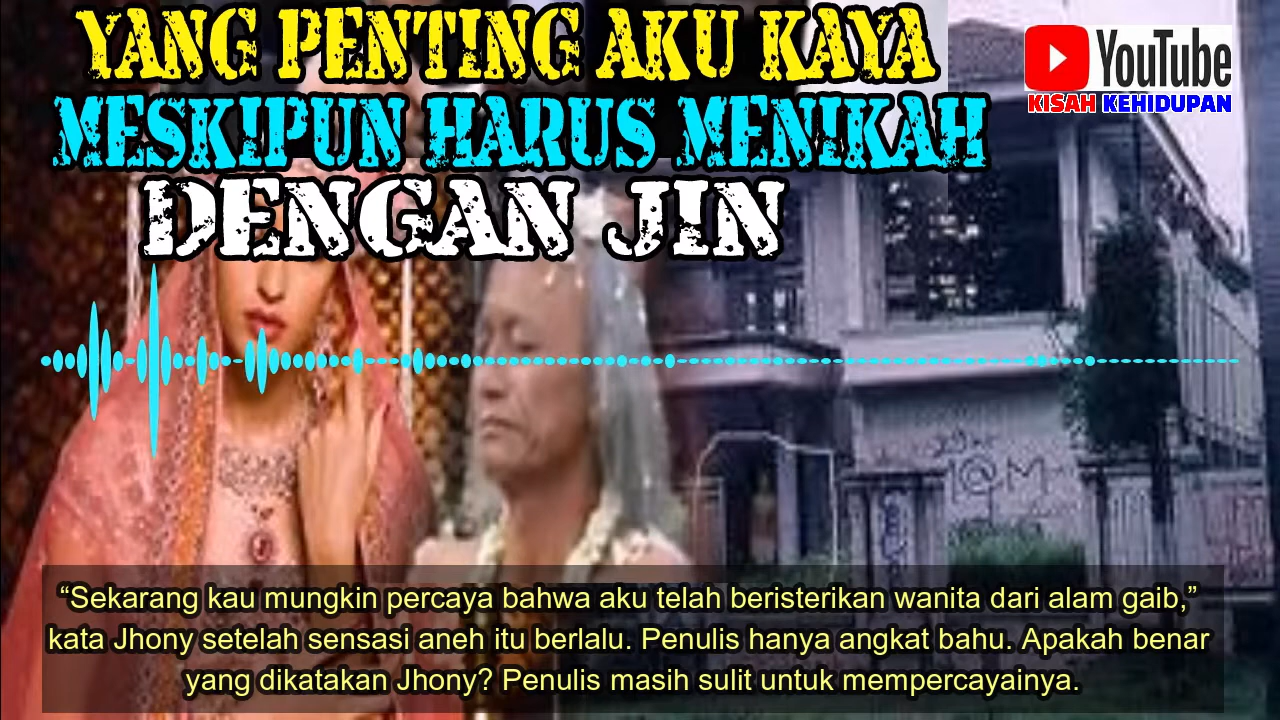 YANG PENTING AKU KAYA
MESKIPUN HARUS MENIKAH
DENGAN JIN
YouTube
KISAH KEHIDUPAN
1@M
“Sekarang kau mungkin percaya bahwa aku telah beristerikan wanita dari alam gaib,”
kata Jhony setelah sensasi aneh itu berlalu. Penulis hanya angkat bahu. Apakah benar
yang dikatakan Jhony? Penulis masih sulit untuk mempercayainya.